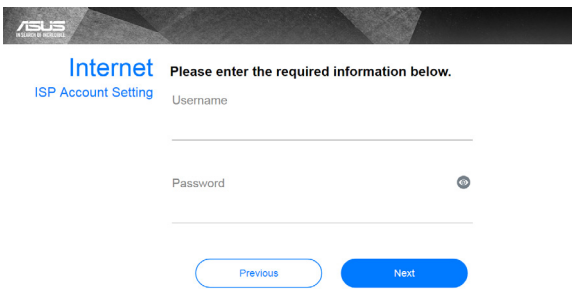 ASUS
IN SEARCH OF INCREDIBLE
Internet
ISP Account Setting
Please enter the required information below.
Username
Password
Previous
Next